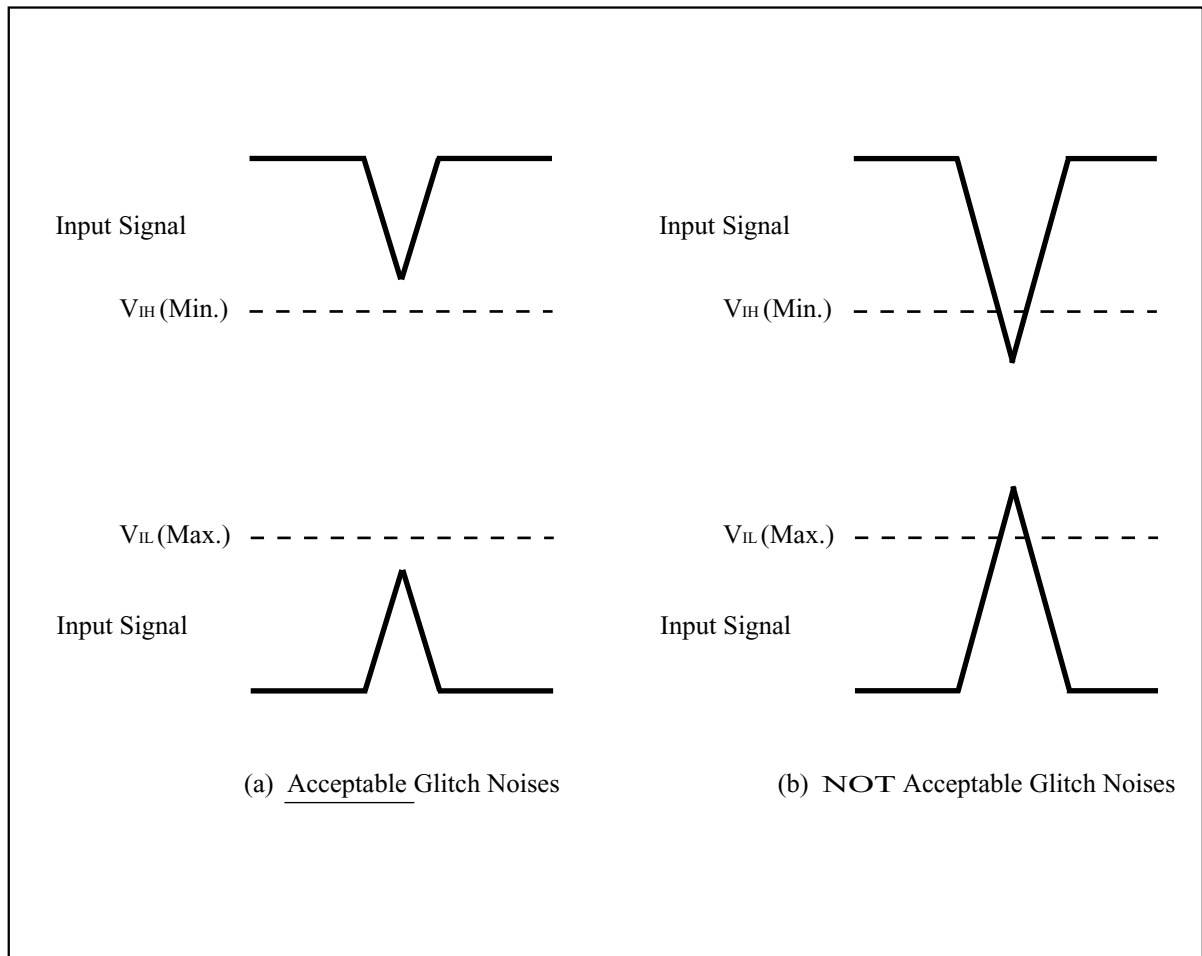 Input Signal
VIH (Min.)
VIL (Max.)
Input Signal
(a) Acceptable Glitch Noises
Input Signal
VIH (Min.)
VIL (Max.)
Input Signal
(b) NOT Acceptable Glitch Noises